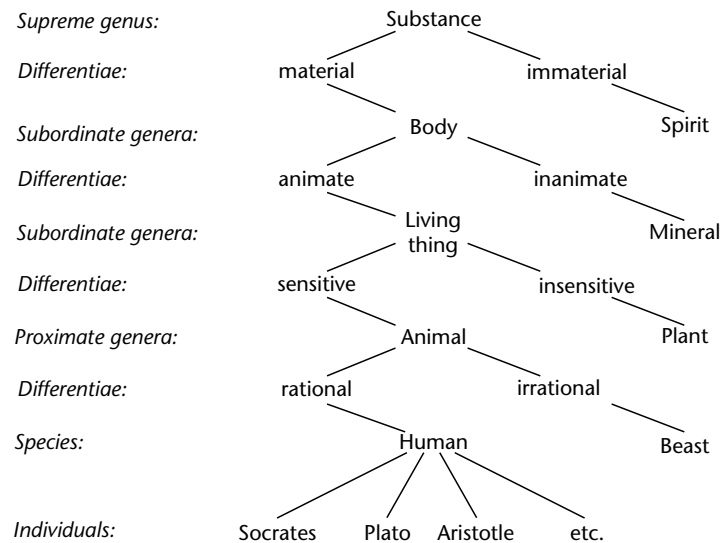 Supreme genus: Substance
Differentiae: material immaterial
Subordinate genera: Body Spirit
Differentiae: animate inanimate
Subordinate genera: Living thing Mineral
Differentiae: sensitive insensitive
Proximate genera: Animal Plant
Differentiae: rational irrational
Species: Human Beast
Individuals: Socrates Plato Aristotle etc.